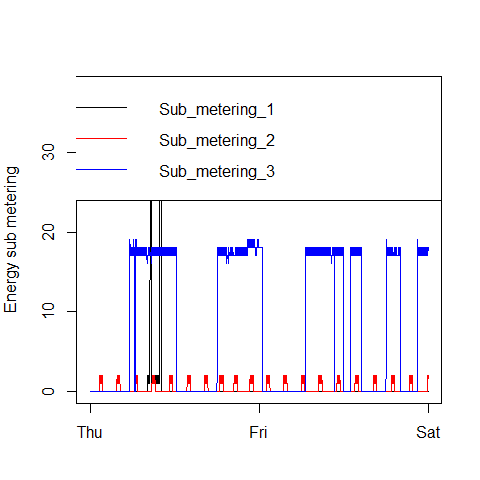 Sub_metering_1
Sub_metering_2
Sub_metering_3
Energy sub metering
30
20
10
0
Thu Fri Sat